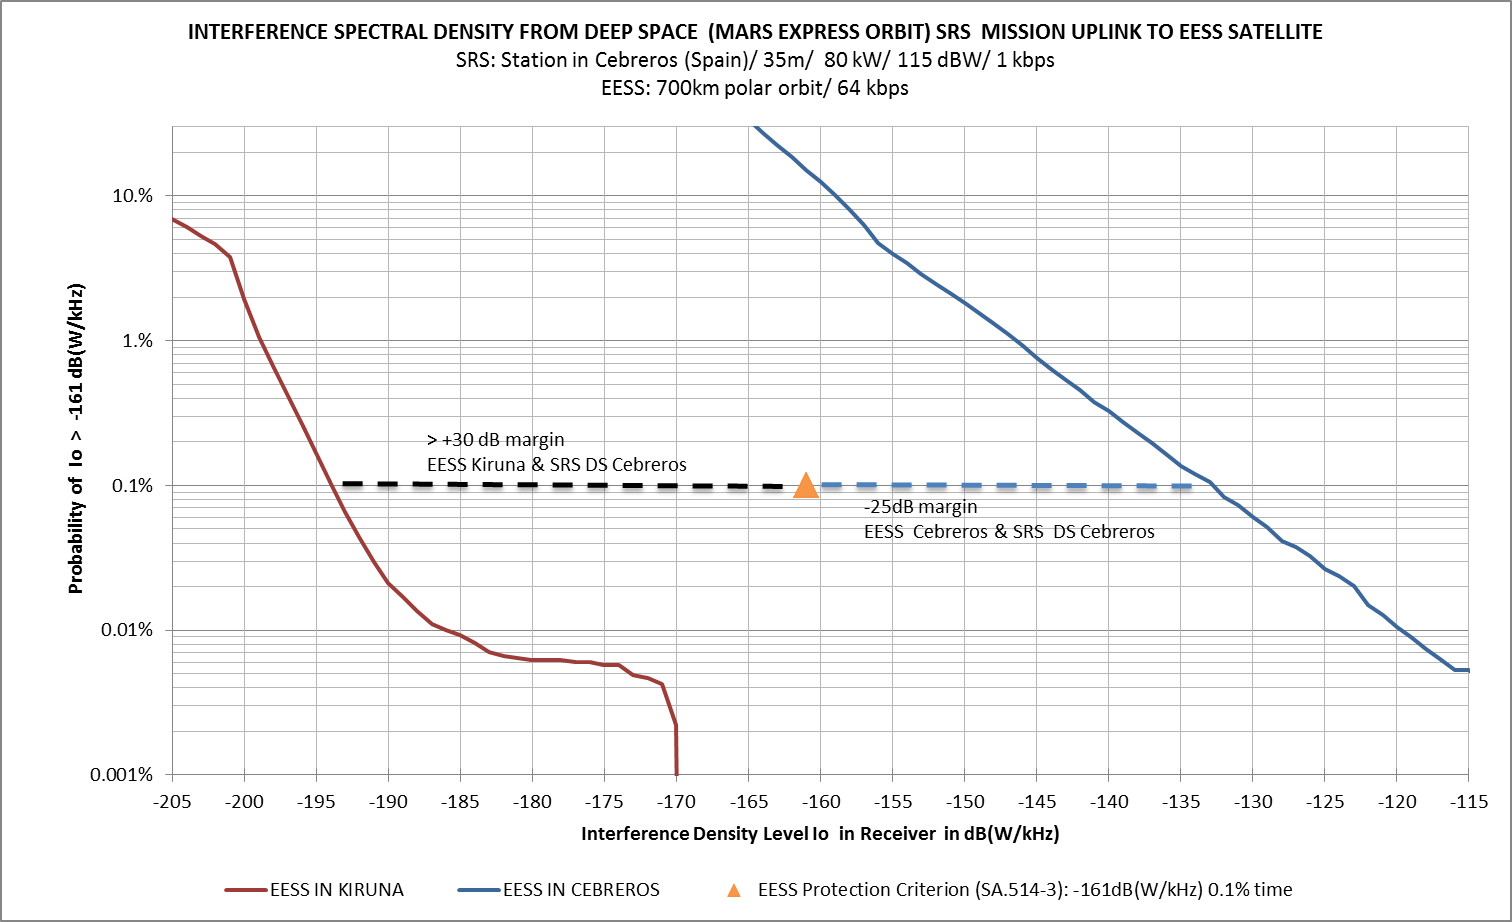 INTERFERENCE SPECTRAL DENSITY FROM DEEP SPACE (MARS EXPRESS ORBIT) SRS MISSION UPLINK TO EESS SATELLITE
SRS: Station in Cebreros (Spain)/ 35m/ 80 kW/ 115 dBW/ 1 kbps
EESS: 700km polar orbit/ 64 kbps
Probability of Io > -161 dB(W/kHz)
10.%
1.%
0.1%
0.01%
0.001%
> +30 dB margin
EESS Kiruna & SRS DS Cebreros
-25dB margin
EESS Cebreros & SRS DS Cebreros
-205 -200 -195 -190 -185 -180 -175 -170 -165 -160 -155 -150 -145 -140 -135 -130 -125 -120 -115
Interference Density Level Io in Receiver in dB(W/kHz)
EESS IN KIRUNA EESS IN CEBREROS EESS Protection Criterion (SA.514-3): -161dB(W/kHz) 0.1% time